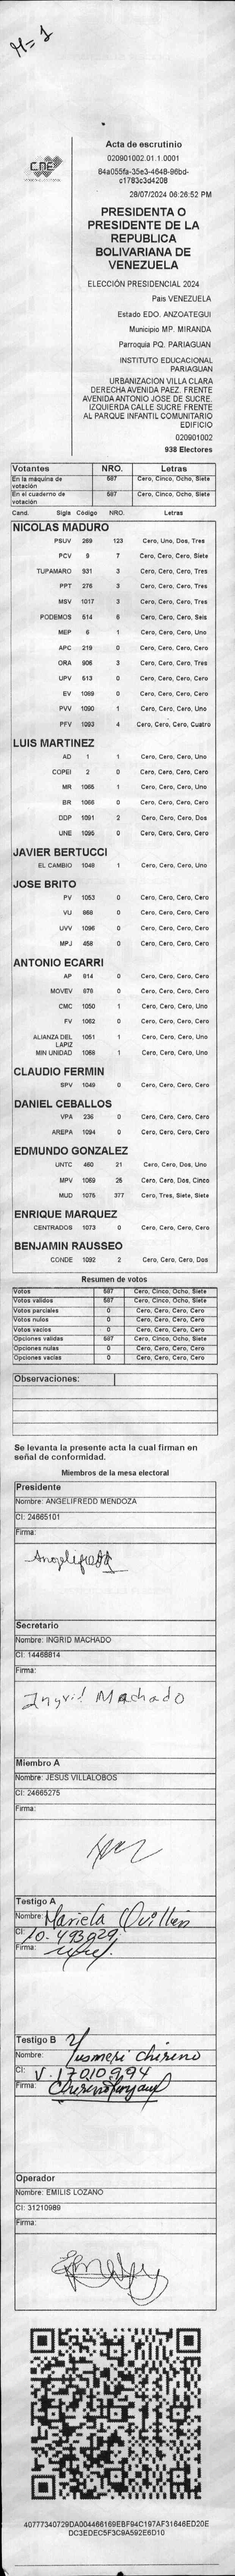 M= 1
CNE
Acta de escrutinio
020901002.01.1.0001
84a055fa-35e3-4648-96bd-
c1783c3d4208
28/07/2024 06:26:52 PM
PRESIDENTA O
PRESIDENTE DE LA
REPUBLICA
BOLIVARIANA DE
VENEZUELA
ELECCIÓN PRESIDENCIAL 2024
Pais VENEZUELA
Estado EDO. ANZOATEGUI
Municipio MP. MIRANDA
Parroquia PQ. PARIAGUAN
INSTITUTO EDUCACIONAL
PARIAGUAN
URBANIZACION VILLA CLARA
DERECHA AVENIDA PAEZ. FRENTE
AVENIDA ANTONIO JOSE DE SUCRE.
IZQUIERDA CALLE SUCRE FRENTE
AL PARQUE INFANTIL COMUNITARIO
EDIFICIO
020901002
938 Electores
Votantes NRO. Letras
En la máquina de votación 587 Cero, Cinco, Ocho, Siete
En el cuaderno de votación 587 Cero, Cinco, Ocho, Siete
Cand. Sigla Código NRO. Letras
NICOLAS MADURO
PSUV 269 123 Cero, Uno, Dos, Tres
PCV 9 7 Cero, Cero, Cero, Siete
TUPAMARO 931 3 Cero, Cero, Cero, Tres
PPT 276 3 Cero, Cero, Cero, Tres
MSV 1017 3 Cero, Cero, Cero, Tres
PODEMOS 514 6 Cero, Cero, Cero, Seis
MEP 6 1 Cero, Cero, Cero, Uno
APC 219 0 Cero, Cero, Cero, Cero
ORA 906 3 Cero, Cero, Cero, Tres
UPV 513 0 Cero, Cero, Cero, Cero
EV 1089 0 Cero, Cero, Cero, Cero
PVV 1090 1 Cero, Cero, Cero, Uno
PFV 1093 4 Cero, Cero, Cero, Cuatro
LUIS MARTINEZ
AD 1 1 Cero, Cero, Cero, Uno
COPEI 2 0 Cero, Cero, Cero, Cero
MR 1065 1 Cero, Cero, Cero, Uno
BR 1066 0 Cero, Cero, Cero, Cero
DDP 1091 2 Cero, Cero, Cero, Dos
UNE 1095 0 Cero, Cero, Cero, Cero
JAVIER BERTUCCI
EL CAMBIO 1048 1 Cero, Cero, Cero, Uno
JOSE BRITO
PV 1053 0 Cero, Cero, Cero, Cero
VU 868 0 Cero, Cero, Cero, Cero
UVV 1096 0 Cero, Cero, Cero, Cero
MPJ 458 0 Cero, Cero, Cero, Cero
ANTONIO ECARRI
AP 814 0 Cero, Cero, Cero, Cero
MOVEV 876 0 Cero, Cero, Cero, Cero
CMC 1050 1 Cero, Cero, Cero, Uno
FV 1062 0 Cero, Cero, Cero, Cero
ALIANZA DEL LAPIZ 1051 1 Cero, Cero, Cero, Uno
MIN UNIDAD 1068 1 Cero, Cero, Cero, Uno
CLAUDIO FERMIN
SPV 1049 0 Cero, Cero, Cero, Cero
DANIEL CEBALLOS
VPA 236 0 Cero, Cero, Cero, Cero
AREPA 1094 0 Cero, Cero, Cero, Cero
EDMUNDO GONZALEZ
UNTC 460 21 Cero, Cero, Dos, Uno
MPV 1069 25 Cero, Cero, Dos, Cinco
MUD 1075 377 Cero, Tres, Siete, Siete
ENRIQUE MARQUEZ
CENTRADOS 1073 0 Cero, Cero, Cero, Cero
BENJAMIN RAUSSEO
CONDE 1092 2 Cero, Cero, Cero, Dos
Resumen de votos
Votos 587 Cero, Cinco, Ocho, Siete
Votos validos 587 Cero, Cinco, Ocho, Siete
Votos parciales 0 Cero, Cero, Cero, Cero
Votos nulos 0 Cero, Cero, Cero, Cero
Votos vacios 0 Cero, Cero, Cero, Cero
Opciones validas 587 Cero, Cinco, Ocho, Siete
Opciones nulas 0 Cero, Cero, Cero, Cero
Opciones vacias 0 Cero, Cero, Cero, Cero
Observaciones:
Se levanta la presente acta la cual firman en
señal de conformidad.
Miembros de la mesa electoral
Presidente
Nombre: ANGELIFREDD MENDOZA
CI: 24665101
Firma:
Secretario
Nombre: INGRID MACHADO
CI: 14468814
Firma:
Ingrid Machado
Miembro A
Nombre: JESUS VILLALOBOS
CI: 24665275
Firma:
Testigo A
Nombre: Mariela
CI: 10.493929
Firma:
Testigo B
Nombre: Yusmeri Chirino
CI: V.17010994
Firma:
Operador
Nombre: EMILIS LOZANO
CI: 31210989
Firma:
40777340729DA004466169EBF94C197AF31646ED20E
DC3EDEC5F3C9A592E6D10